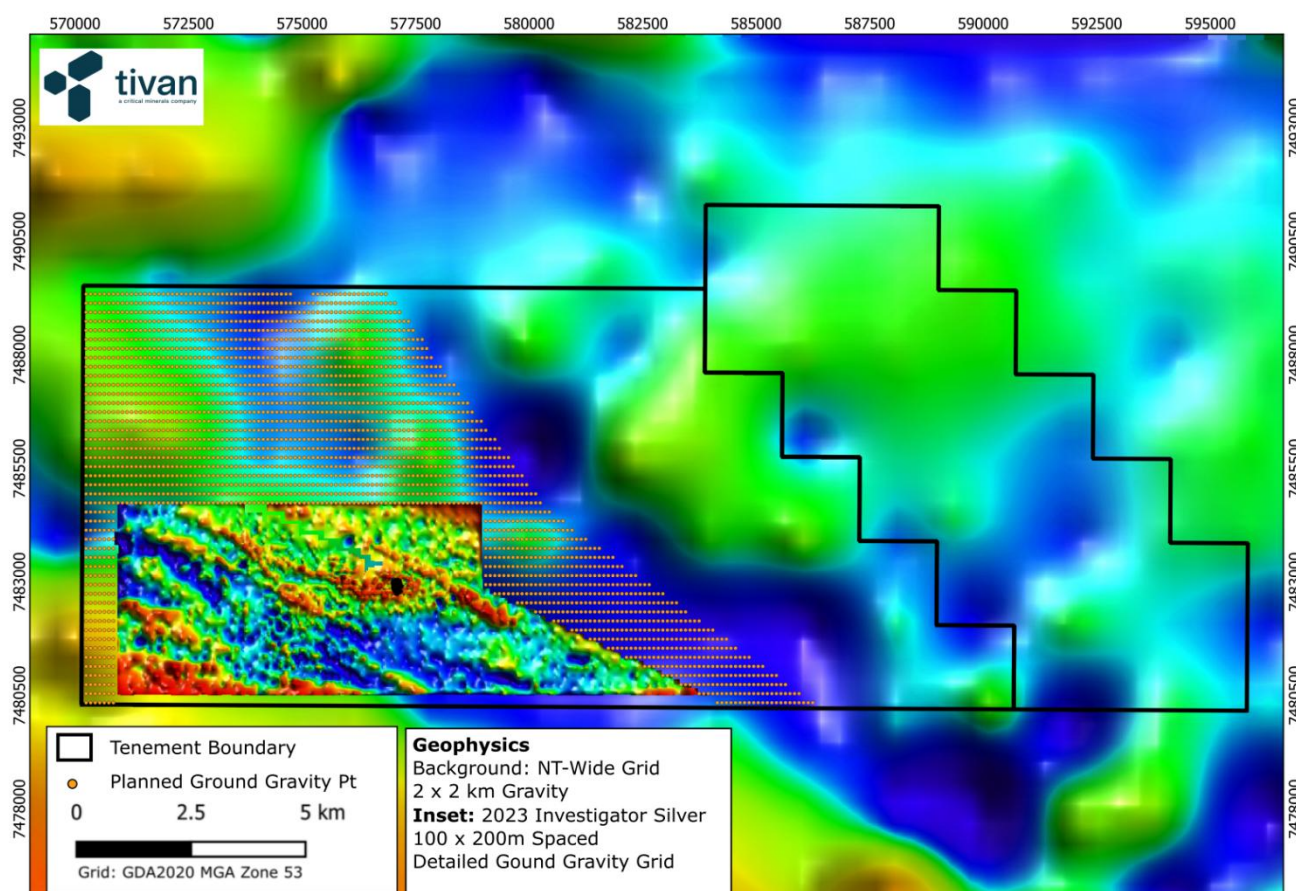 570000 572500 575000 577500 580000 582500 585000 587500 590000 592500 595000
tivan
a critical minerals company
7493000
7490500
7488000
7485500
7483000
7480500
7478000
7493000
7490500
7488000
7485500
7483000
7480500
7478000
Tenement Boundary
Planned Ground Gravity Pt
0 2.5 5 km
Grid: GDA2020 MGA Zone 53
Geophysics
Background: NT-Wide Grid
2 x 2 km Gravity
Inset: 2023 Investigator Silver
100 x 200m Spaced
Detailed Gound Gravity Grid